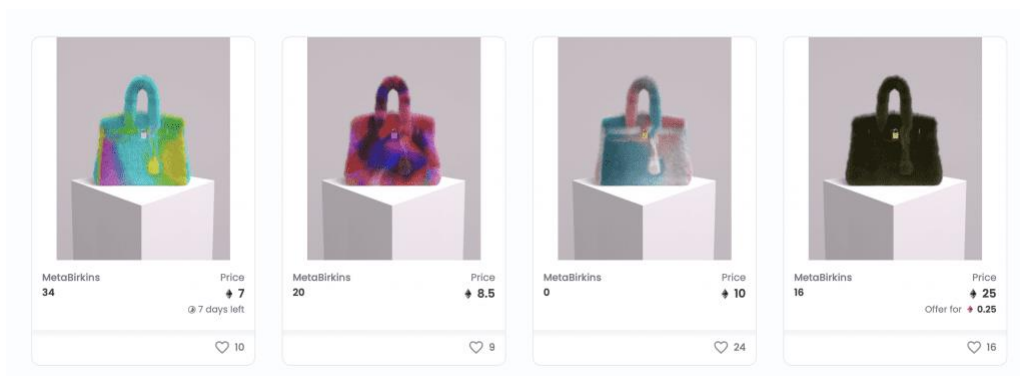 MetaBirkins Price
34 7
7 days left
10
MetaBirkins Price
20 8.5
9
MetaBirkins Price
0 10
24
MetaBirkins Price
16 25
Offer for 0.25
16